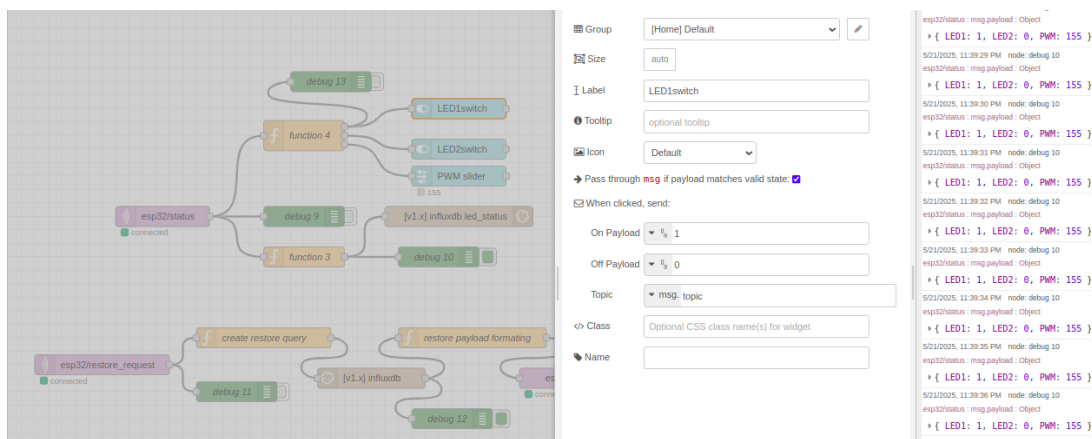 debug 13
LED1switch
function 4
LED2switch
PWM slider
155
esp32/status
connected
debug 9
[v1.x] influxdb led_status
function 3
debug 10
create restore query
restore payload formating
esp32/restore_request
connected
[v1.x] influxdb
debug 11
debug 12
es
conne
Group
[Home] Default
Size
auto
Label
LED1switch
Tooltip
optional tooltip
Icon
Default
Pass through msg if payload matches valid state:
When clicked, send:
On Payload
1
Off Payload
0
Topic
msg. topic
</> Class
Optional CSS class name(s) for widget
Name
esp32/status : msg.payload : Object
{ LED1: 1, LED2: 0, PWM: 155 }
5/21/2025, 11:39:29 PM node: debug 10
esp32/status : msg.payload : Object
{ LED1: 1, LED2: 0, PWM: 155 }
5/21/2025, 11:39:30 PM node: debug 10
esp32/status : msg.payload : Object
{ LED1: 1, LED2: 0, PWM: 155 }
5/21/2025, 11:39:31 PM node: debug 10
esp32/status : msg.payload : Object
{ LED1: 1, LED2: 0, PWM: 155 }
5/21/2025, 11:39:32 PM node: debug 10
esp32/status : msg.payload : Object
{ LED1: 1, LED2: 0, PWM: 155 }
5/21/2025, 11:39:33 PM node: debug 10
esp32/status : msg.payload : Object
{ LED1: 1, LED2: 0, PWM: 155 }
5/21/2025, 11:39:34 PM node: debug 10
esp32/status : msg.payload : Object
{ LED1: 1, LED2: 0, PWM: 155 }
5/21/2025, 11:39:35 PM node: debug 10
esp32/status : msg.payload : Object
{ LED1: 1, LED2: 0, PWM: 155 }
5/21/2025, 11:39:36 PM node: debug 10
esp32/status : msg.payload : Object
{ LED1: 1, LED2: 0, PWM: 155 }